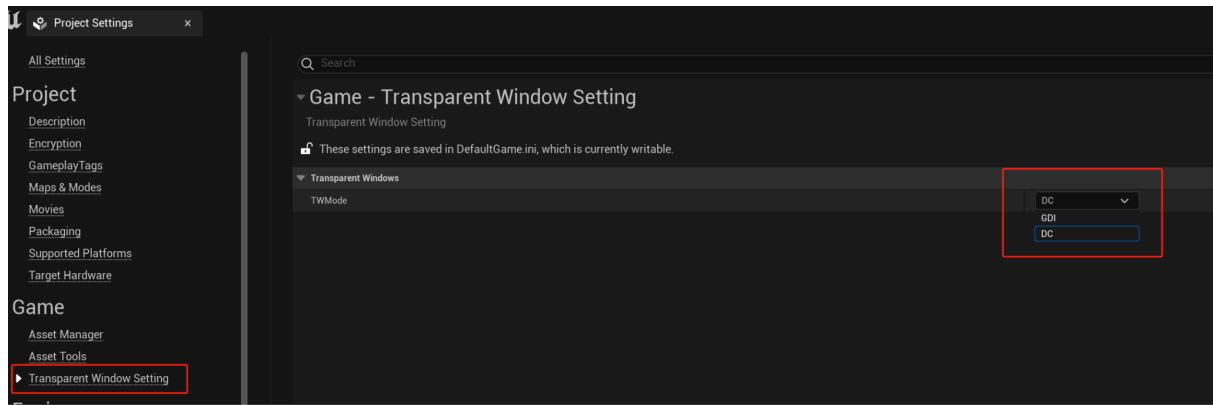 Project Settings ×
All Settings
Project
Description
Encryption
GameplayTags
Maps & Modes
Movies
Packaging
Supported Platforms
Target Hardware
Game
Asset Manager
Asset Tools
Transparent Window Setting
Search
Game - Transparent Window Setting
Transparent Window Setting
These settings are saved in DefaultGame.ini, which is currently writable.
Transparent Windows
TWMode
DC
GDI
DC